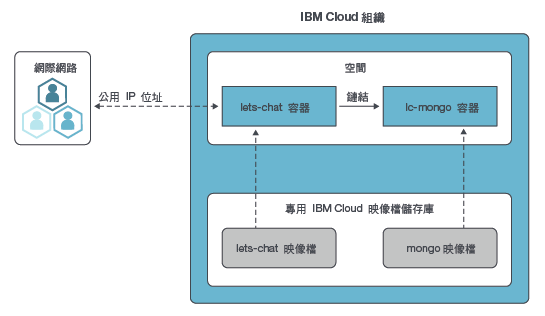 IBM Cloud 組織
網際網路
空間
公用 IP 位址
lets-chat 容器
鏈結
lc-mongo 容器
專用 IBM Cloud 映像檔儲存庫
lets-chat 映像檔
mongo 映像檔